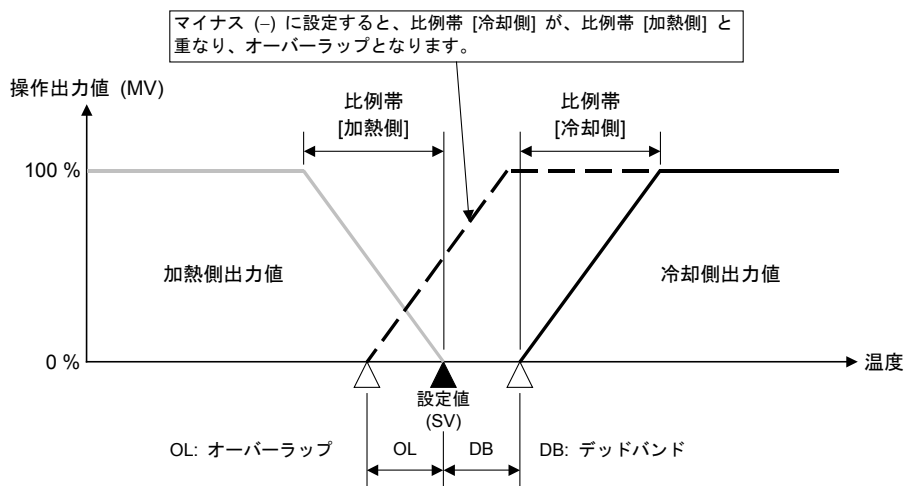 マイナス (–) に設定すると、比例帯 [冷却側] が、比例帯 [加熱側] と
重なり、オーバーラップとなります。
操作出力値 (MV)
比例帯
[加熱側]
比例帯
[冷却側]
100 %
加熱側出力値
冷却側出力値
0 %
温度
設定値
(SV)
OL: オーバーラップ
OL
DB
DB: デッドバンド